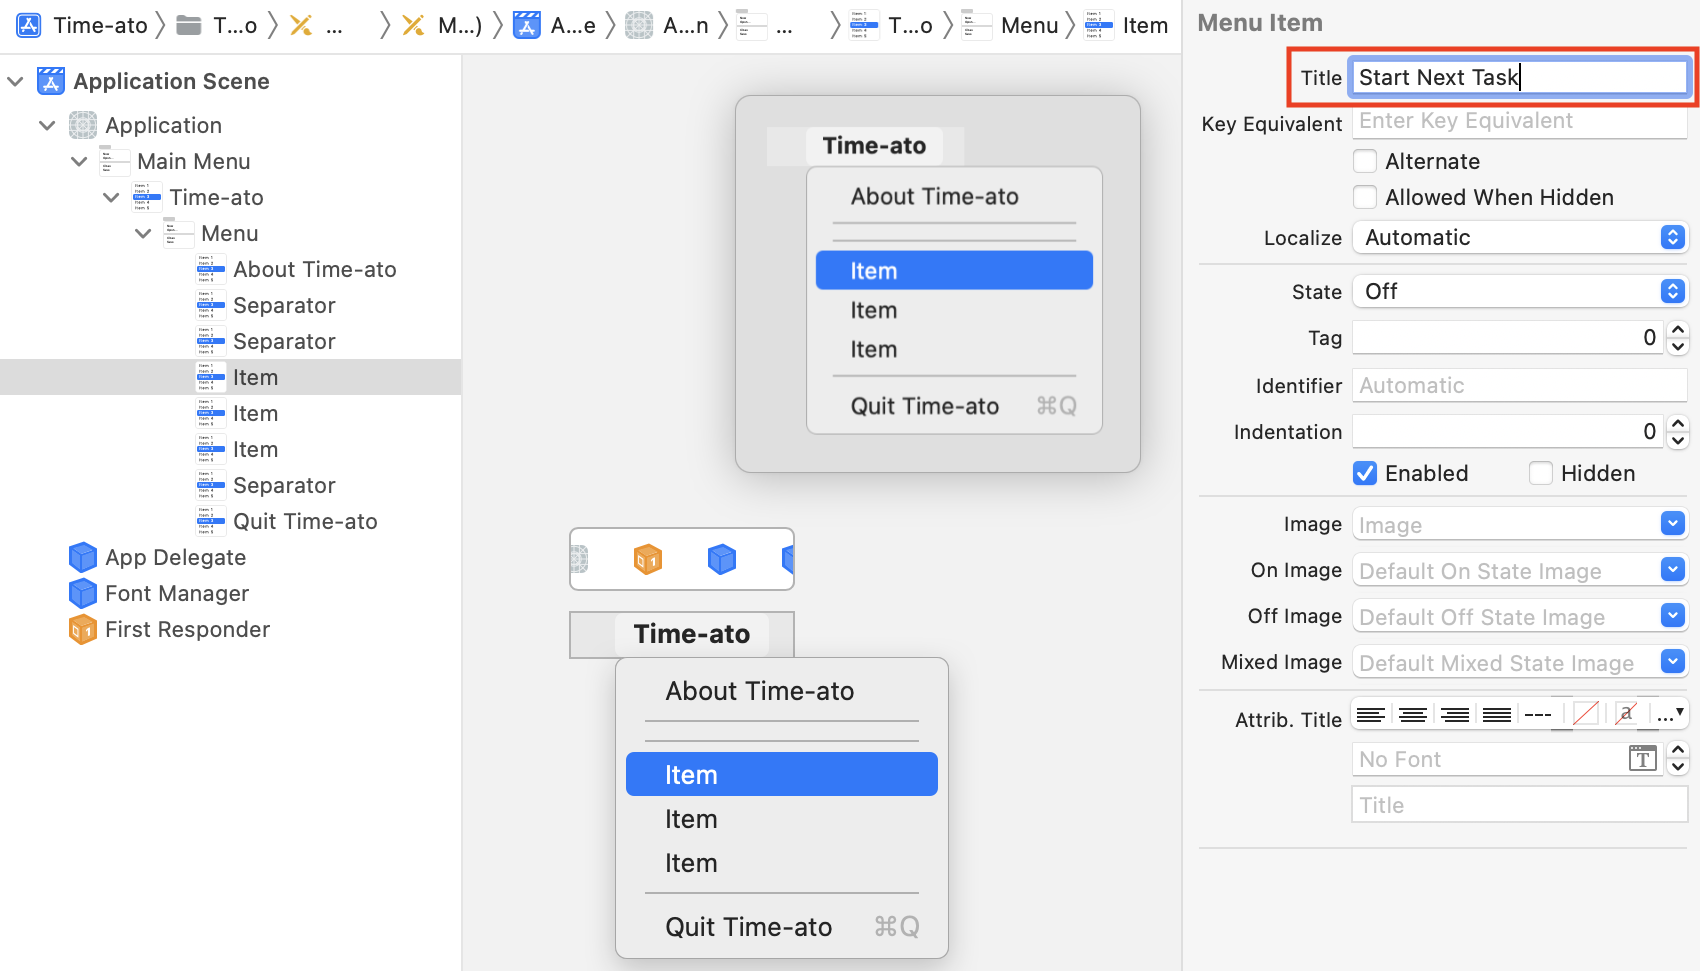 Time-ato
T...o
...
M...)
A...e
A...n
...
T...o
Menu
Item
Application Scene
Application
Main Menu
Time-ato
Menu
About Time-ato
Separator
Separator
Item
Item
Item
Separator
Quit Time-ato
App Delegate
Font Manager
First Responder
Time-ato
About Time-ato
Item
Item
Item
Quit Time-ato ⌘Q
Time-ato
About Time-ato
Item
Item
Item
Quit Time-ato ⌘Q
Menu Item
Title Start Next Task
Key Equivalent Enter Key Equivalent
Alternate
Allowed When Hidden
Localize Automatic
State Off
Tag 0
Identifier Automatic
Indentation 0
Enabled Hidden
Image Image
On Image Default On State Image
Off Image Default Off State Image
Mixed Image Default Mixed State Image
Attrib. Title --- a ...
No Font T
Title